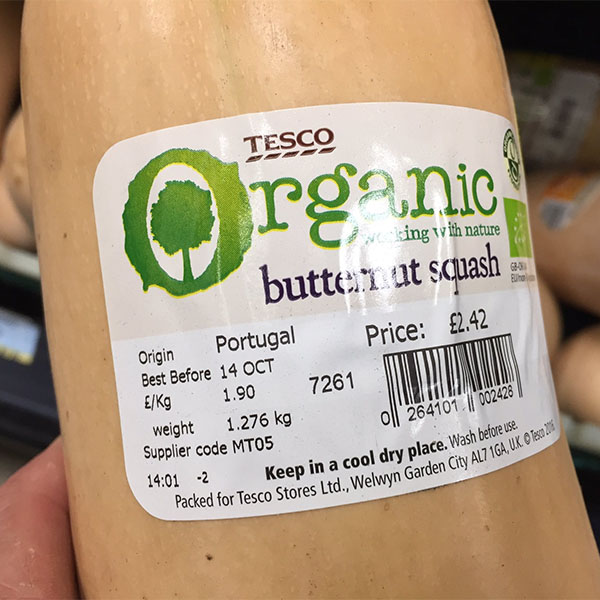 TESCO
Organic
working with nature
butternut squash
Origin Portugal
Best Before 14 OCT
£/Kg 1.90 7261
weight 1.276 kg
Supplier code MT05
14:01 -2
Price: £2.42
0 264101 002426
Keep in a cool dry place. Wash before use.
Packed for Tesco Stores Ltd., Welwyn Garden City AL7 1GA, U.K. © Tesco 2016